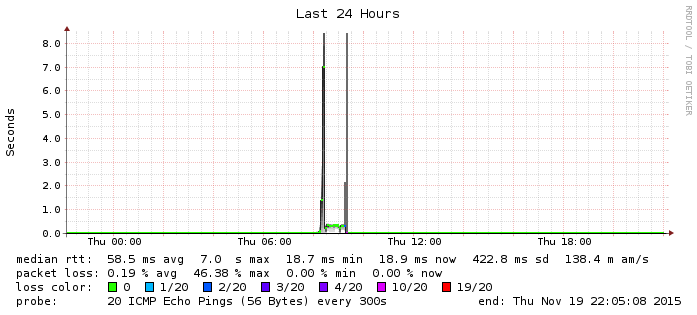 Last 24 Hours
RRDTOOL / TOBI OETIKER
Seconds
8.0
7.0
6.0
5.0
4.0
3.0
2.0
1.0
0.0
Thu 00:00 Thu 06:00 Thu 12:00 Thu 18:00
median rtt: 58.5 ms avg 7.0 s max 18.7 ms min 18.9 ms now 422.8 ms sd 138.4 m am/s
packet loss: 0.19 % avg 46.38 % max 0.00 % min 0.00 % now
loss color: 0 1/20 2/20 3/20 4/20 10/20 19/20
probe: 20 ICMP Echo Pings (56 Bytes) every 300s end: Thu Nov 19 22:05:08 2015